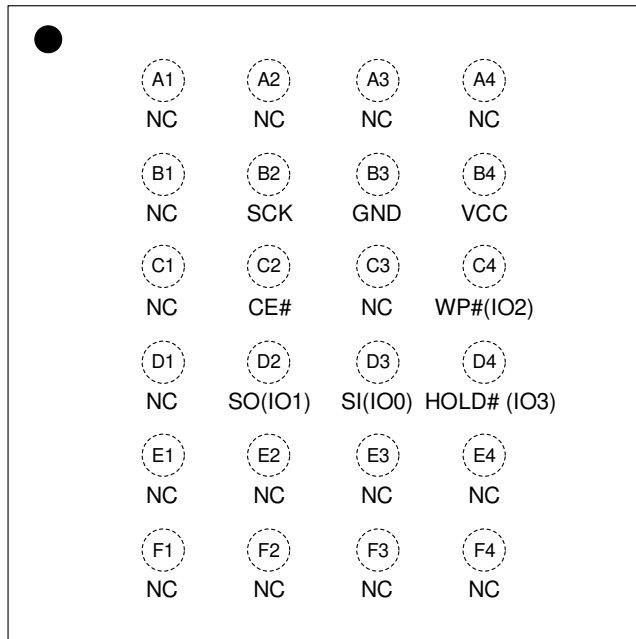 A1 A2 A3 A4
NC NC NC NC
B1 B2 B3 B4
NC SCK GND VCC
C1 C2 C3 C4
NC CE# NC WP#(IO2)
D1 D2 D3 D4
NC SO(IO1) SI(IO0) HOLD# (IO3)
E1 E2 E3 E4
NC NC NC NC
F1 F2 F3 F4
NC NC NC NC